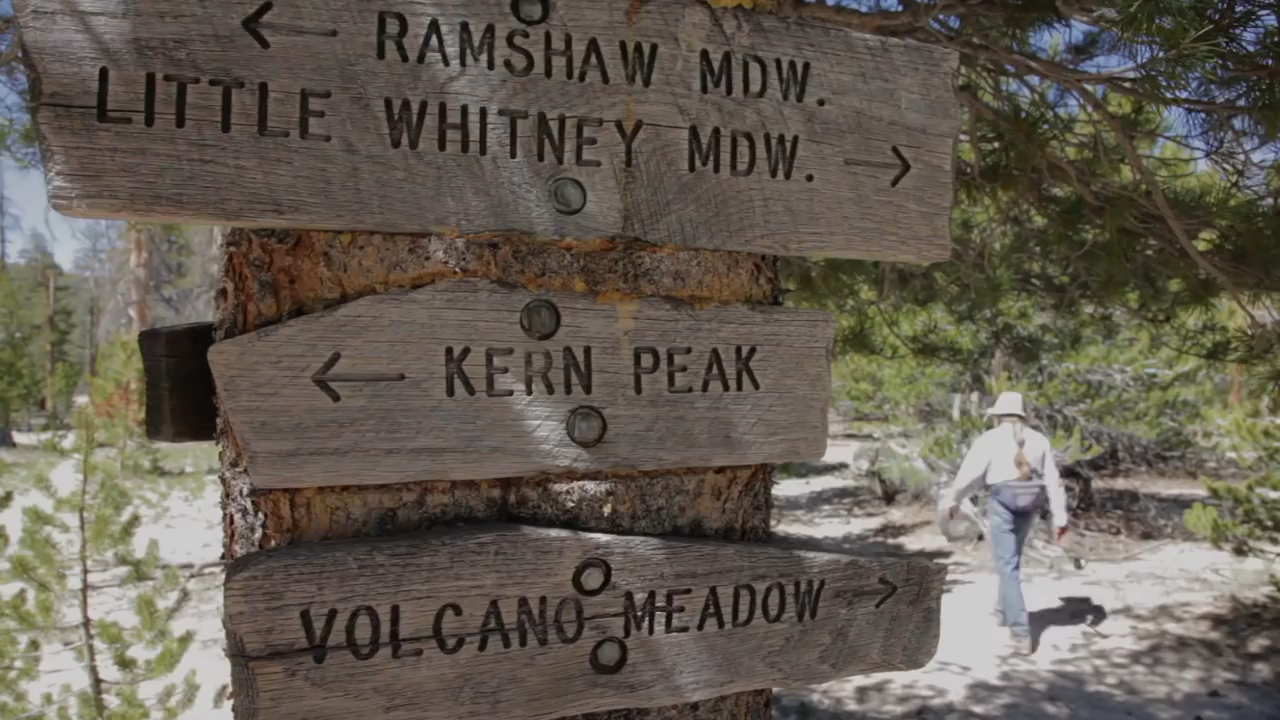 ← RAMSHAW MDW.
LITTLE WHITNEY MDW. →
← KERN PEAK
VOLCANO MEADOW →